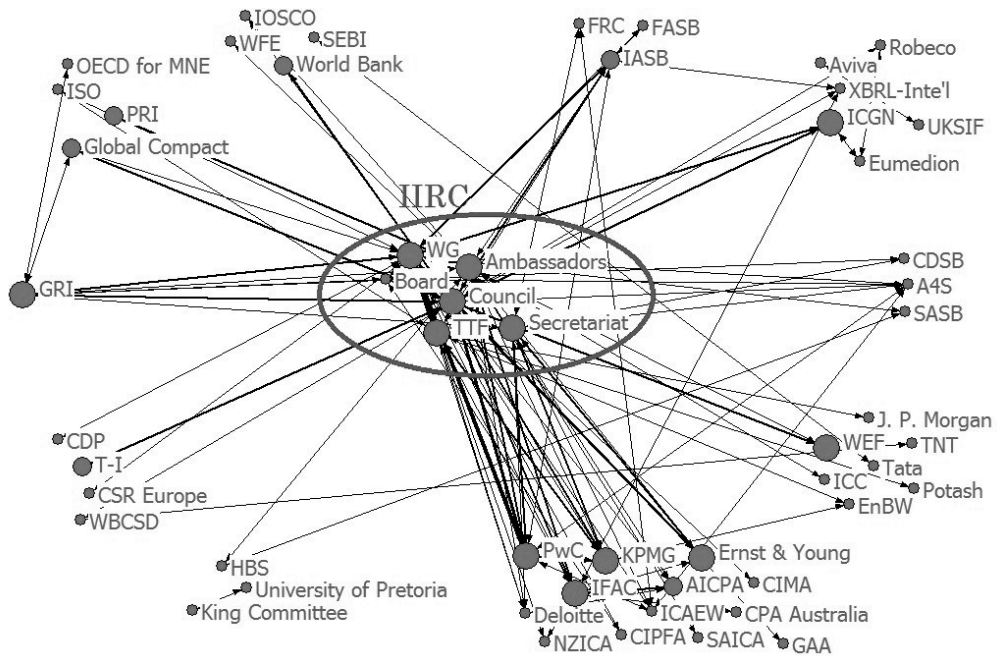 IOSCO
WFE
SEBI
World Bank
FRC
FASB
IASB
Robeco
Aviva
XBRL-Inte'l
ICGN
UKSIF
Eumedion
OECD for MNE
ISO
PRI
Global Compact
IIRC
WG
Ambassadors
Board
Council
TTF
Secretariat
GRI
CDSB
A4S
SASB
CDP
T-I
CSR Europe
WBCSD
J. P. Morgan
WEF
TNT
Tata
ICC
Potash
EnBW
HBS
University of Pretoria
King Committee
PwC
KPMG
Ernst & Young
IFAC
AICPA
CIMA
Deloitte
ICAEW
CPA Australia
NZICA
CIPFA
SAICA
GAA